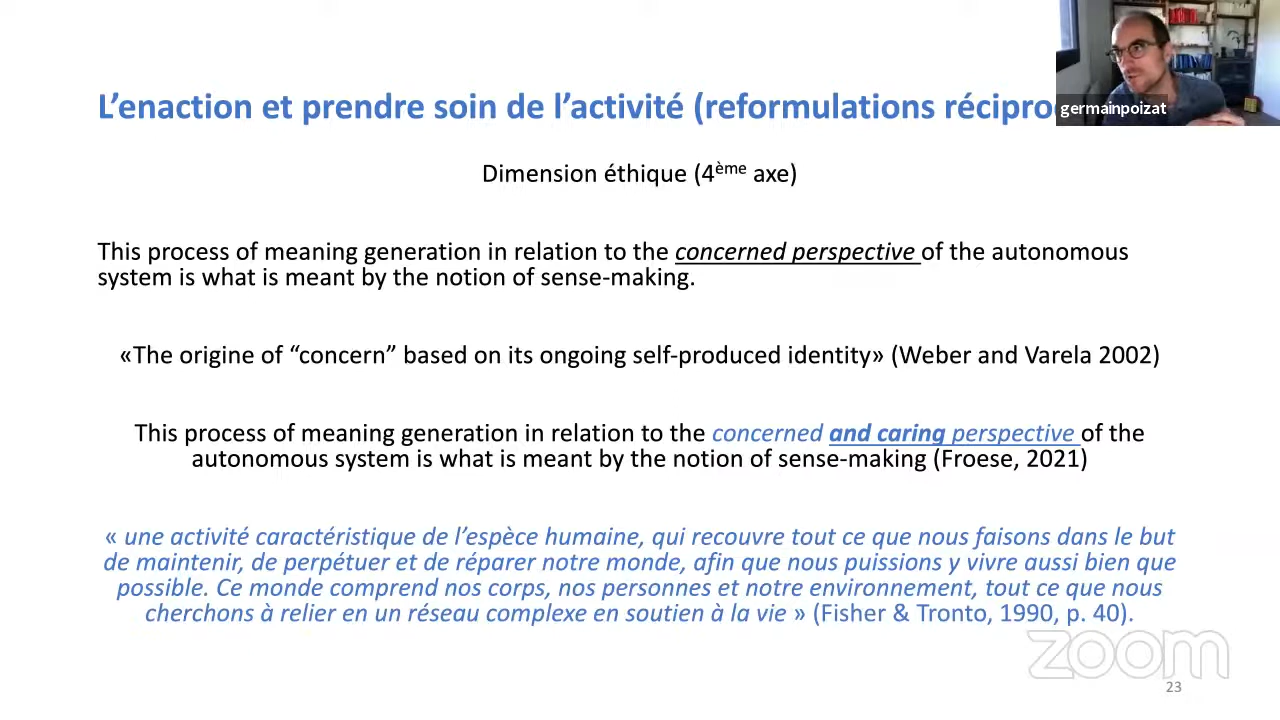 L’enaction et prendre soin de l’activité (reformulations récipro
germainpoizat
Dimension éthique (4ème axe)
This process of meaning generation in relation to the concerned perspective of the autonomous
system is what is meant by the notion of sense-making.
«The origine of “concern” based on its ongoing self-produced identity» (Weber and Varela 2002)
This process of meaning generation in relation to the concerned and caring perspective of the
autonomous system is what is meant by the notion of sense-making (Froese, 2021)
« une activité caractéristique de l’espèce humaine, qui recouvre tout ce que nous faisons dans le but
de maintenir, de perpétuer et de réparer notre monde, afin que nous puissions y vivre aussi bien que
possible. Ce monde comprend nos corps, nos personnes et notre environnement, tout ce que nous
cherchons à relier en un réseau complexe en soutien à la vie » (Fisher & Tronto, 1990, p. 40).
zoom
23